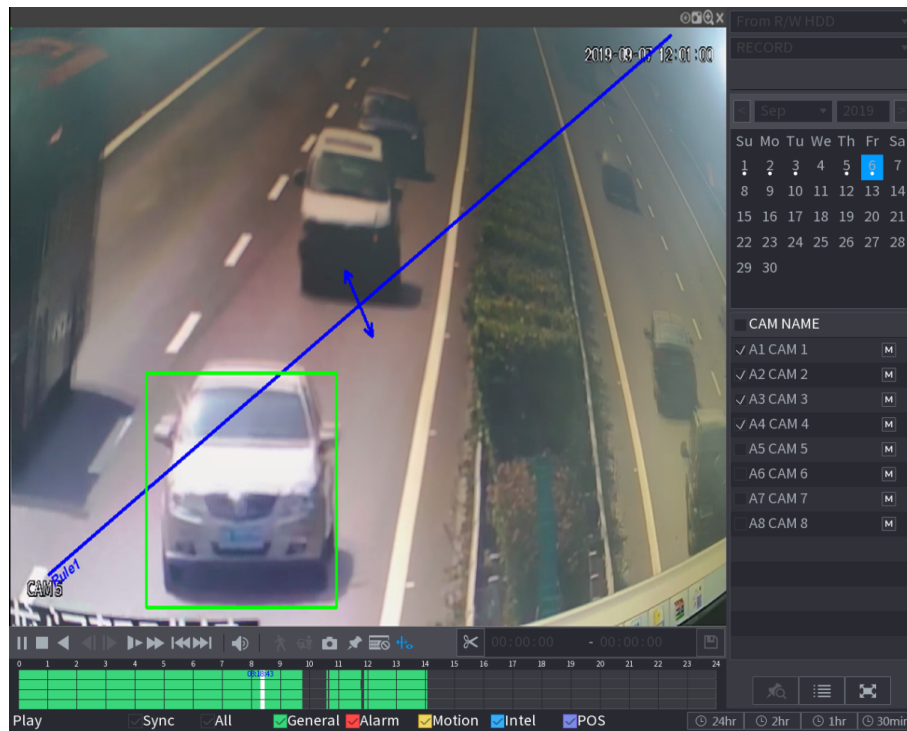 From R/W HDD
RECORD
2019-09-07 12:01:00
Sep 2019
Su Mo Tu We Th Fr Sa
1 2 3 4 5 6 7
8 9 10 11 12 13 14
15 16 17 18 19 20 21
22 23 24 25 26 27 28
29 30
CAM NAME
A1 CAM 1 M
A2 CAM 2 M
A3 CAM 3 M
A4 CAM 4 M
A5 CAM 5 M
A6 CAM 6 M
A7 CAM 7 M
A8 CAM 8 M
Rule1
CAM 5
00:00:00 - 00:00:00
0 1 2 3 4 5 6 7 8 9 10 11 12 13 14 15 16 17 18 19 20 21 22 23 24
08:18:43
Play Sync All General Alarm Motion Intel POS 24hr 2hr 1hr 30min